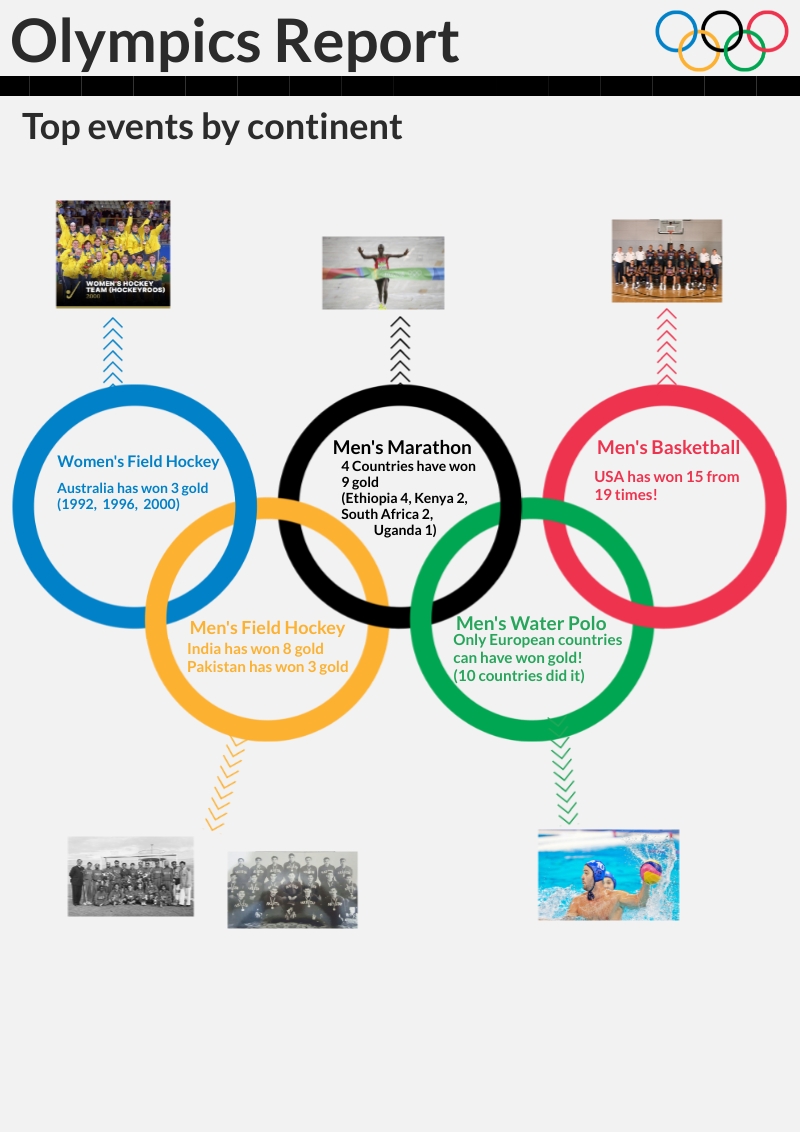 Olympics Report
Top events by continent
WOMEN'S HOCKEY
TEAM (HOCKEYROOS)
2000
Women's Field Hockey
Australia has won 3 gold
(1992, 1996, 2000)
Men's Marathon
4 Countries have won
9 gold
(Ethiopia 4, Kenya 2,
South Africa 2,
Uganda 1)
Men's Basketball
USA has won 15 from
19 times!
Men's Field Hockey
India has won 8 gold
Pakistan has won 3 gold
Men's Water Polo
Only European countries
can have won gold!
(10 countries did it)